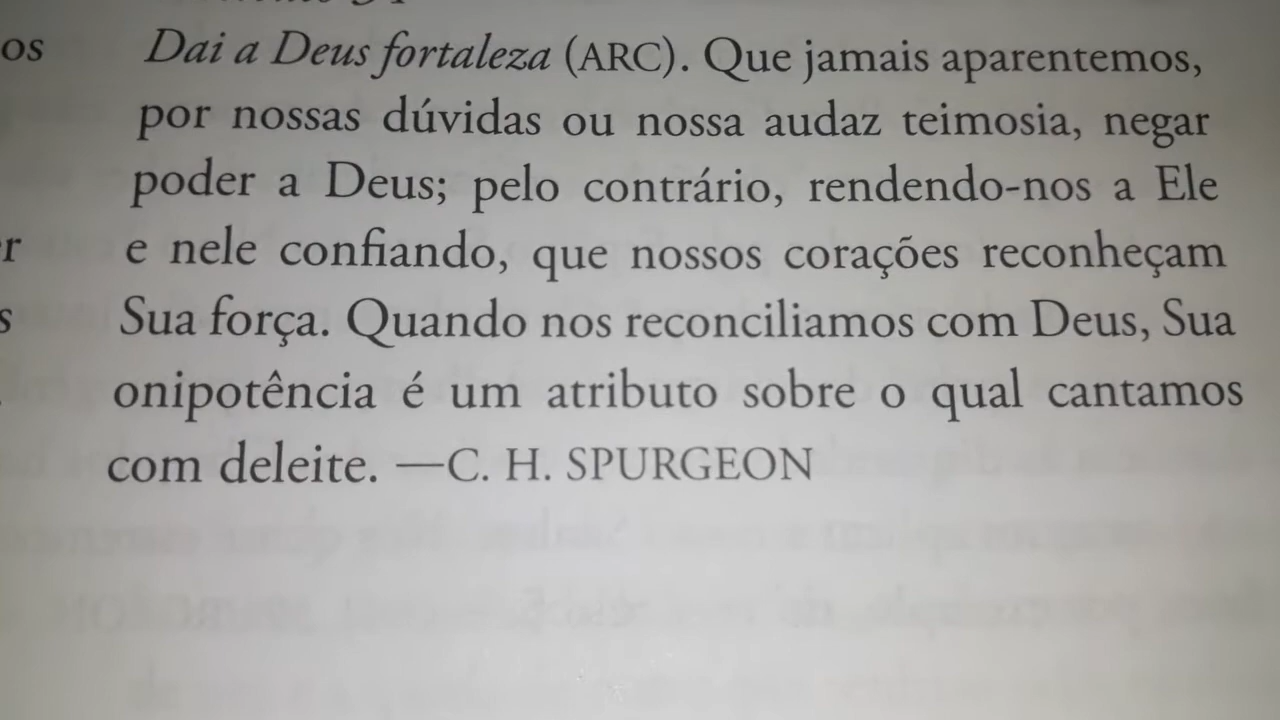 os
Dai a Deus fortaleza (ARC). Que jamais aparentemos,
por nossas dúvidas ou nossa audaz teimosia, negar
poder a Deus; pelo contrário, rendendo-nos a Ele
r
e nele confiando, que nossos corações reconheçam
s
Sua força. Quando nos reconciliamos com Deus, Sua
onipotência é um atributo sobre o qual cantamos
com deleite. —C. H. SPURGEON